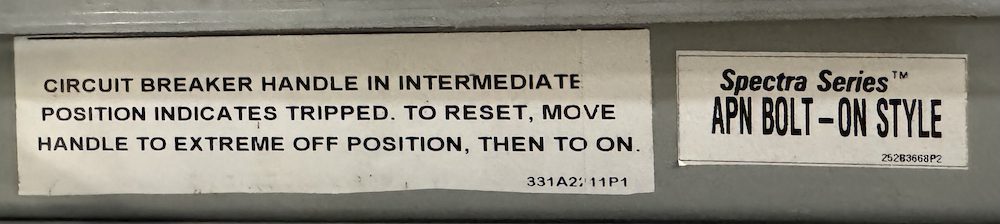 CIRCUIT BREAKER HANDLE IN INTERMEDIATE
POSITION INDICATES TRIPPED. TO RESET, MOVE
HANDLE TO EXTREME OFF POSITION, THEN TO ON.
Spectra Series™
APN BOLT-ON STYLE
252B3668P2